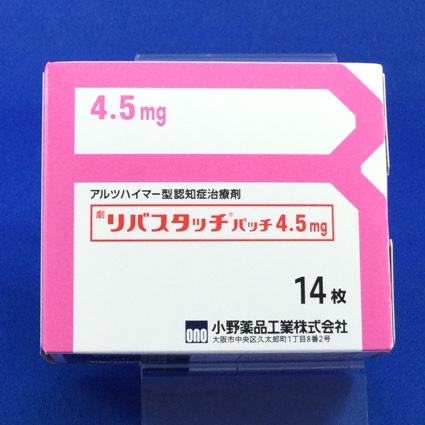 4.5mg
アルツハイマー型認知症治療剤
劇 リバスタッチ®パッチ4.5mg
14枚
ono 小野薬品工業株式会社
大阪市中央区久太郎町1丁目8番2号